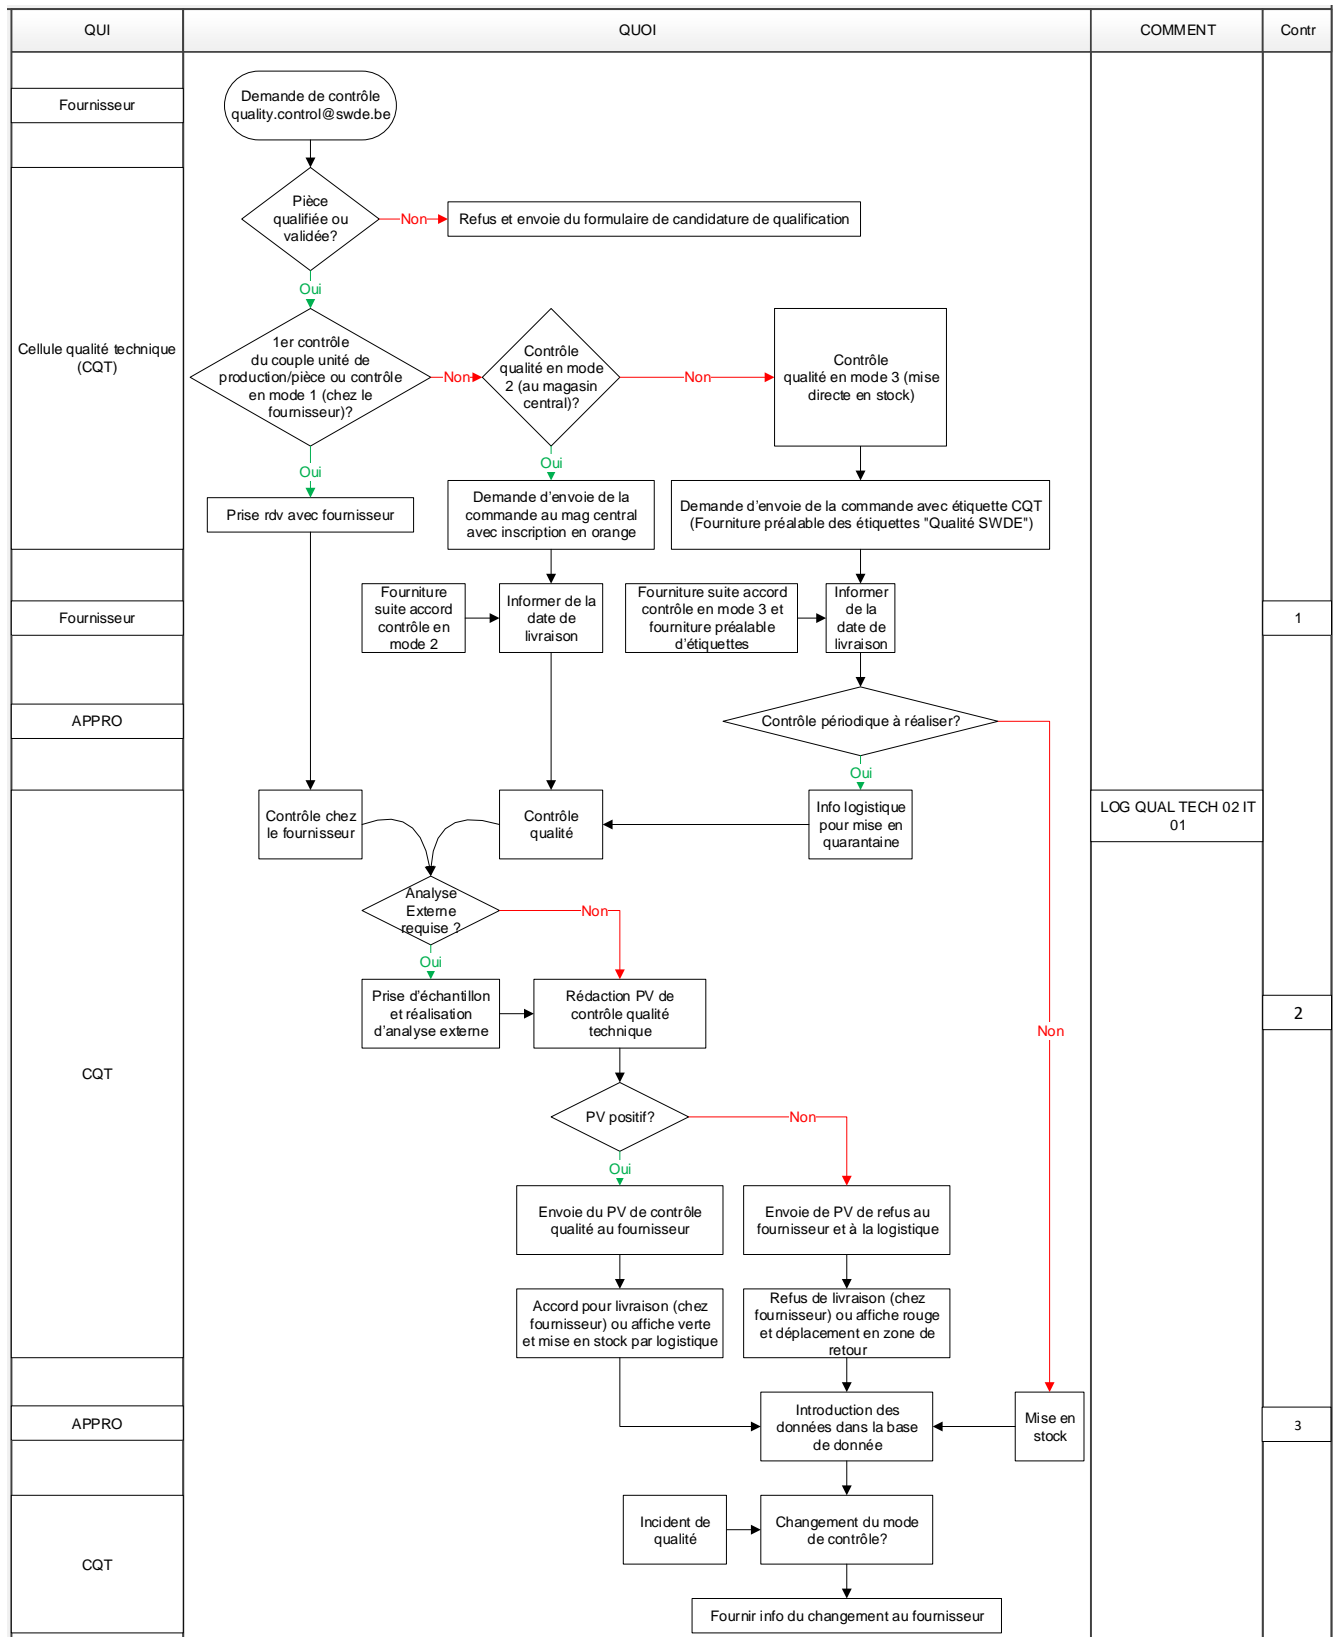 QUI
QUOI
COMMENT
Contr
Fournisseur
Demande de contrôle
quality.control@swde.be
Pièce
qualifiée ou
validée?
Non
Refus et envoie du formulaire de candidature de qualification
Oui
Cellule qualité technique
(CQT)
1er contrôle
du couple unité de
production/pièce ou contrôle
en mode 1 (chez le
fournisseur)?
Non
Contrôle
qualité en mode
2 (au magasin
central)?
Non
Contrôle
qualité en mode 3 (mise
directe en stock)
Oui
Oui
Prise rdv avec fournisseur
Demande d'envoie de la
commande au mag central
avec inscription en orange
Demande d'envoie de la commande avec étiquette CQT
(Fourniture préalable des étiquettes "Qualité SWDE")
Fournisseur
Fourniture
suite accord
contrôle en
mode 2
Informer de la
date de
livraison
Fourniture suite accord
contrôle en mode 3 et
fourniture préalable
d'étiquettes
Informer
de la
date de
livraison
1
APPRO
Contrôle périodique à réaliser?
Oui
Contrôle chez
le fournisseur
Contrôle
qualité
Info logistique
pour mise en
quarantaine
LOG QUAL TECH 02 IT
01
Analyse
Externe
requise ?
Non
Oui
Prise d'échantillon
et réalisation
d'analyse externe
Rédaction PV de
contrôle qualité
technique
Non
2
CQT
PV positif?
Non
Oui
Envoie du PV de contrôle
qualité au fournisseur
Envoie de PV de refus au
fournisseur et à la logistique
Accord pour livraison (chez
fournisseur) ou affiche verte
et mise en stock par logistique
Refus de livraison (chez
fournisseur) ou affiche rouge
et déplacement en zone de
retour
APPRO
Introduction des
données dans la base
de donnée
Mise en
stock
3
CQT
Incident de
qualité
Changement du mode
de contrôle?
Fournir info du changement au fournisseur